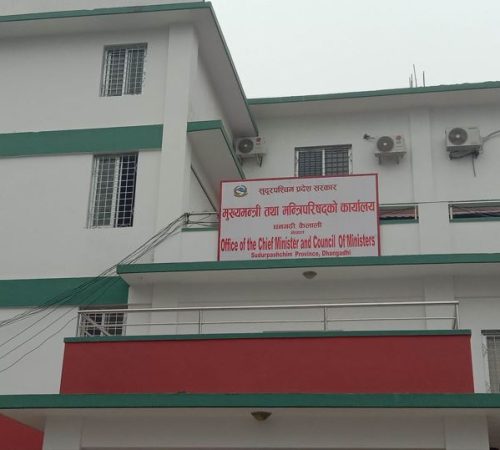 सुदूरपश्चिम प्रदेश सरकार
मुख्यमन्त्री तथा मन्त्रिपरिषद्को कार्यालय
धनगढी, कैलाली
नेपाल
Office of the Chief Minister and Council Of Ministers
Sudurpashchim Province, Dhangadhi